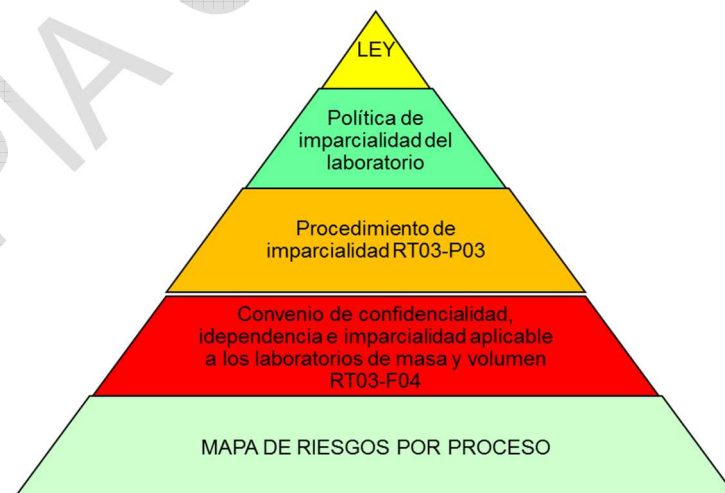 LEY
Política de
imparcialidad del
laboratorio
Procedimiento de
imparcialidad RT03-P03
Convenio de confidencialidad,
idependencia e imparcialidad aplicable
a los laboratorios de masa y volumen
RT03-F04
MAPA DE RIESGOS POR PROCESO